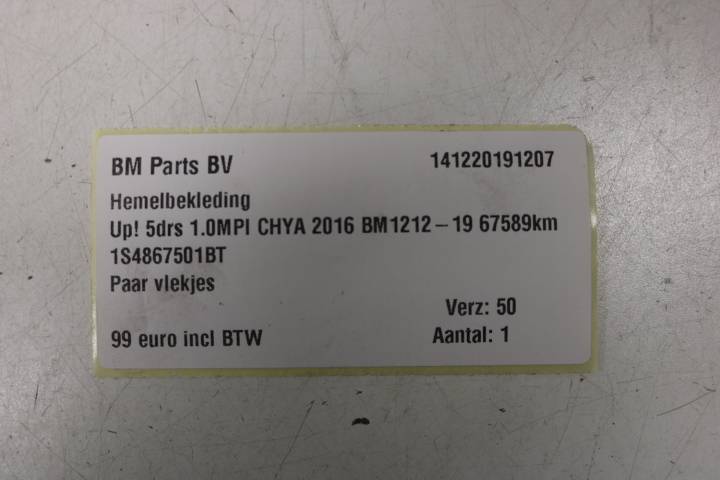 BM Parts BV 141220191207
Hemelbekleding
Up! 5drs 1.0MPI CHYA 2016 BM1212 – 19 67589km
1S4867501BT
Paar vlekjes
Verz: 50
99 euro incl BTW Aantal: 1